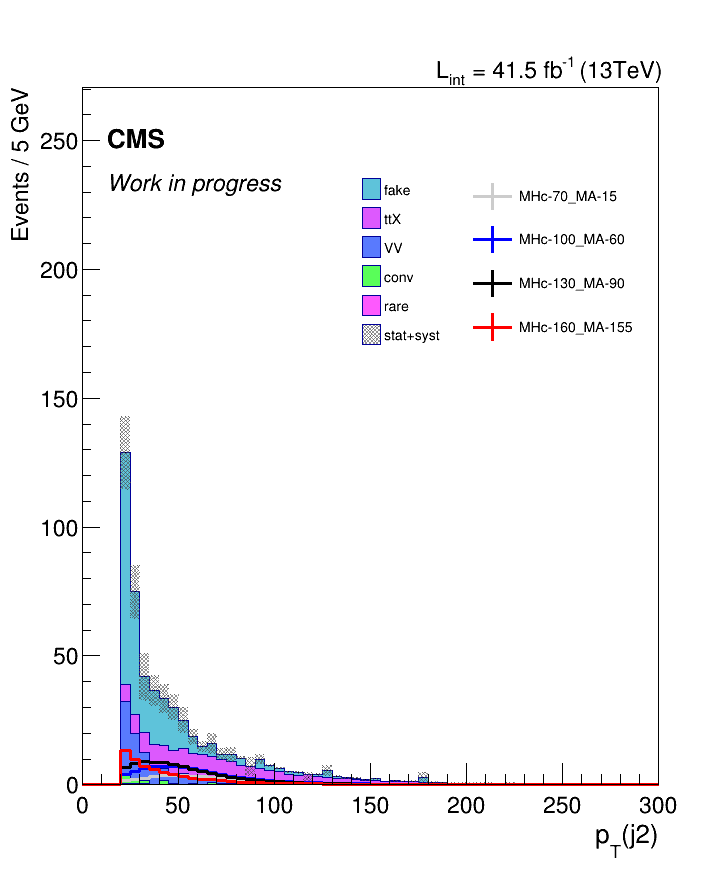 L_int = 41.5 fb^-1 (13TeV)
Events / 5 GeV
CMS
Work in progress
fake
ttX
VV
conv
rare
stat+syst
MHc-70_MA-15
MHc-100_MA-60
MHc-130_MA-90
MHc-160_MA-155
250
200
150
100
50
0
0 50 100 150 200 250 300
p_T(j2)